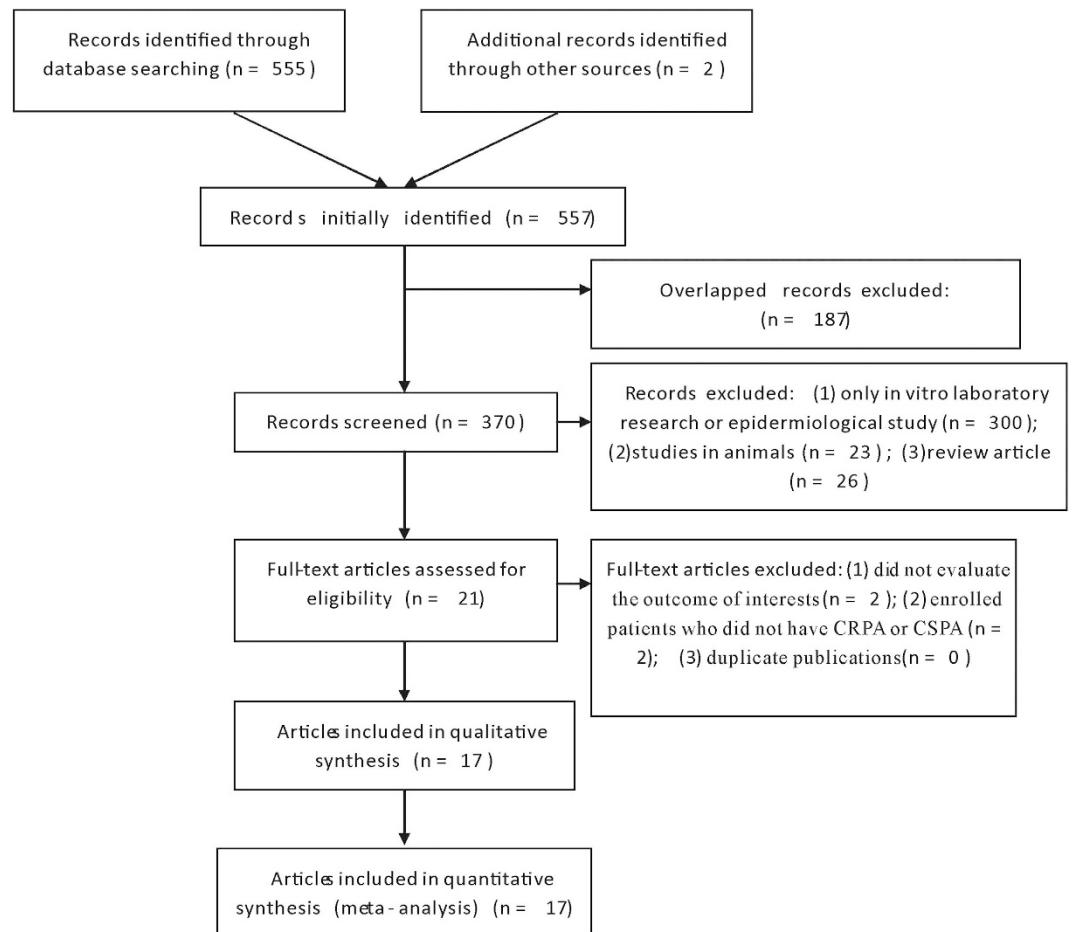 Records identified through
database searching (n = 555)
Additional records identified
through other sources (n = 2)
Record s initially identified (n = 557)
Overlapped records excluded:
(n = 187)
Records screened (n = 370)
Records excluded: (1) only in vitro laboratory
research or epidermiological study (n = 300);
(2)studies in animals (n = 23) ; (3)review article
(n = 26)
Full-text articles assessed for
eligibility (n = 21)
Full-text articles excluded: (1) did not evaluate
the outcome of interests(n = 2); (2) enrolled
patients who did not have CRPA or CSPA (n =
2); (3) duplicate publications(n = 0)
Articles included in qualitative
synthesis (n = 17)
Articles included in quantitative
synthesis (meta-analysis) (n = 17)